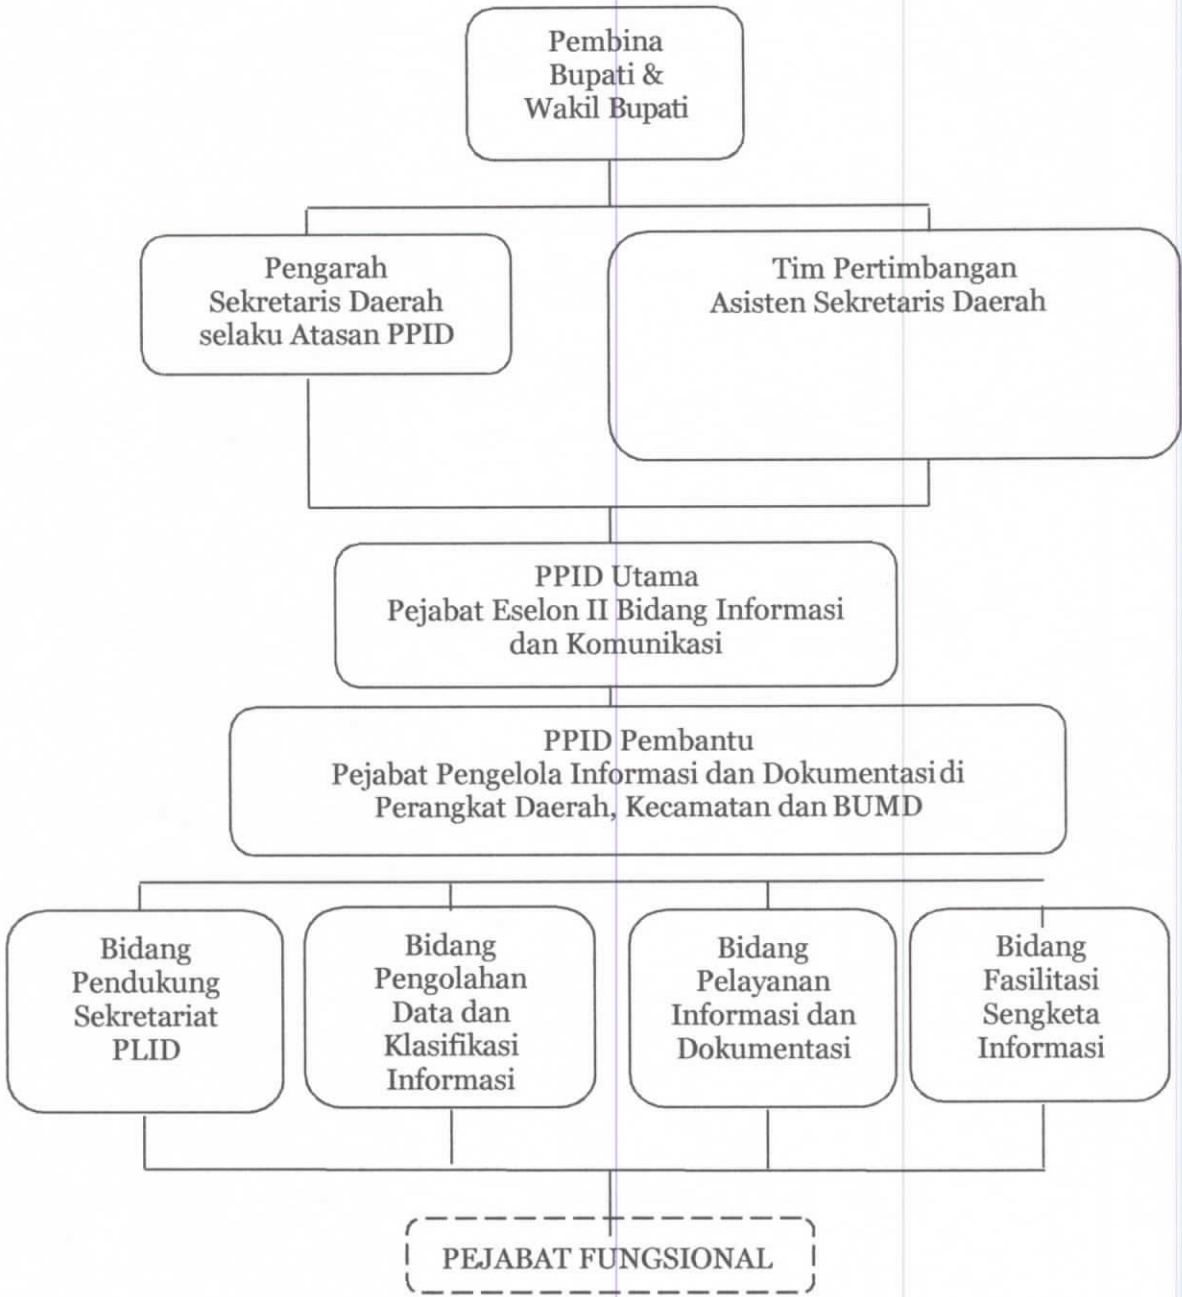 Pembina
Bupati &
Wakil Bupati
Pengarah
Sekretaris Daerah
selaku Atasan PPID
Tim Pertimbangan
Asisten Sekretaris Daerah
PPID Utama
Pejabat Eselon II Bidang Informasi
dan Komunikasi
PPID Pembantu
Pejabat Pengelola Informasi dan Dokumentasi di
Perangkat Daerah, Kecamatan dan BUMD
Bidang
Pendukung
Sekretariat
PLID
Bidang
Pengolahan
Data dan
Klasifikasi
Informasi
Bidang
Pelayanan
Informasi dan
Dokumentasi
Bidang
Fasilitasi
Sengketa
Informasi
PEJABAT FUNGSIONAL